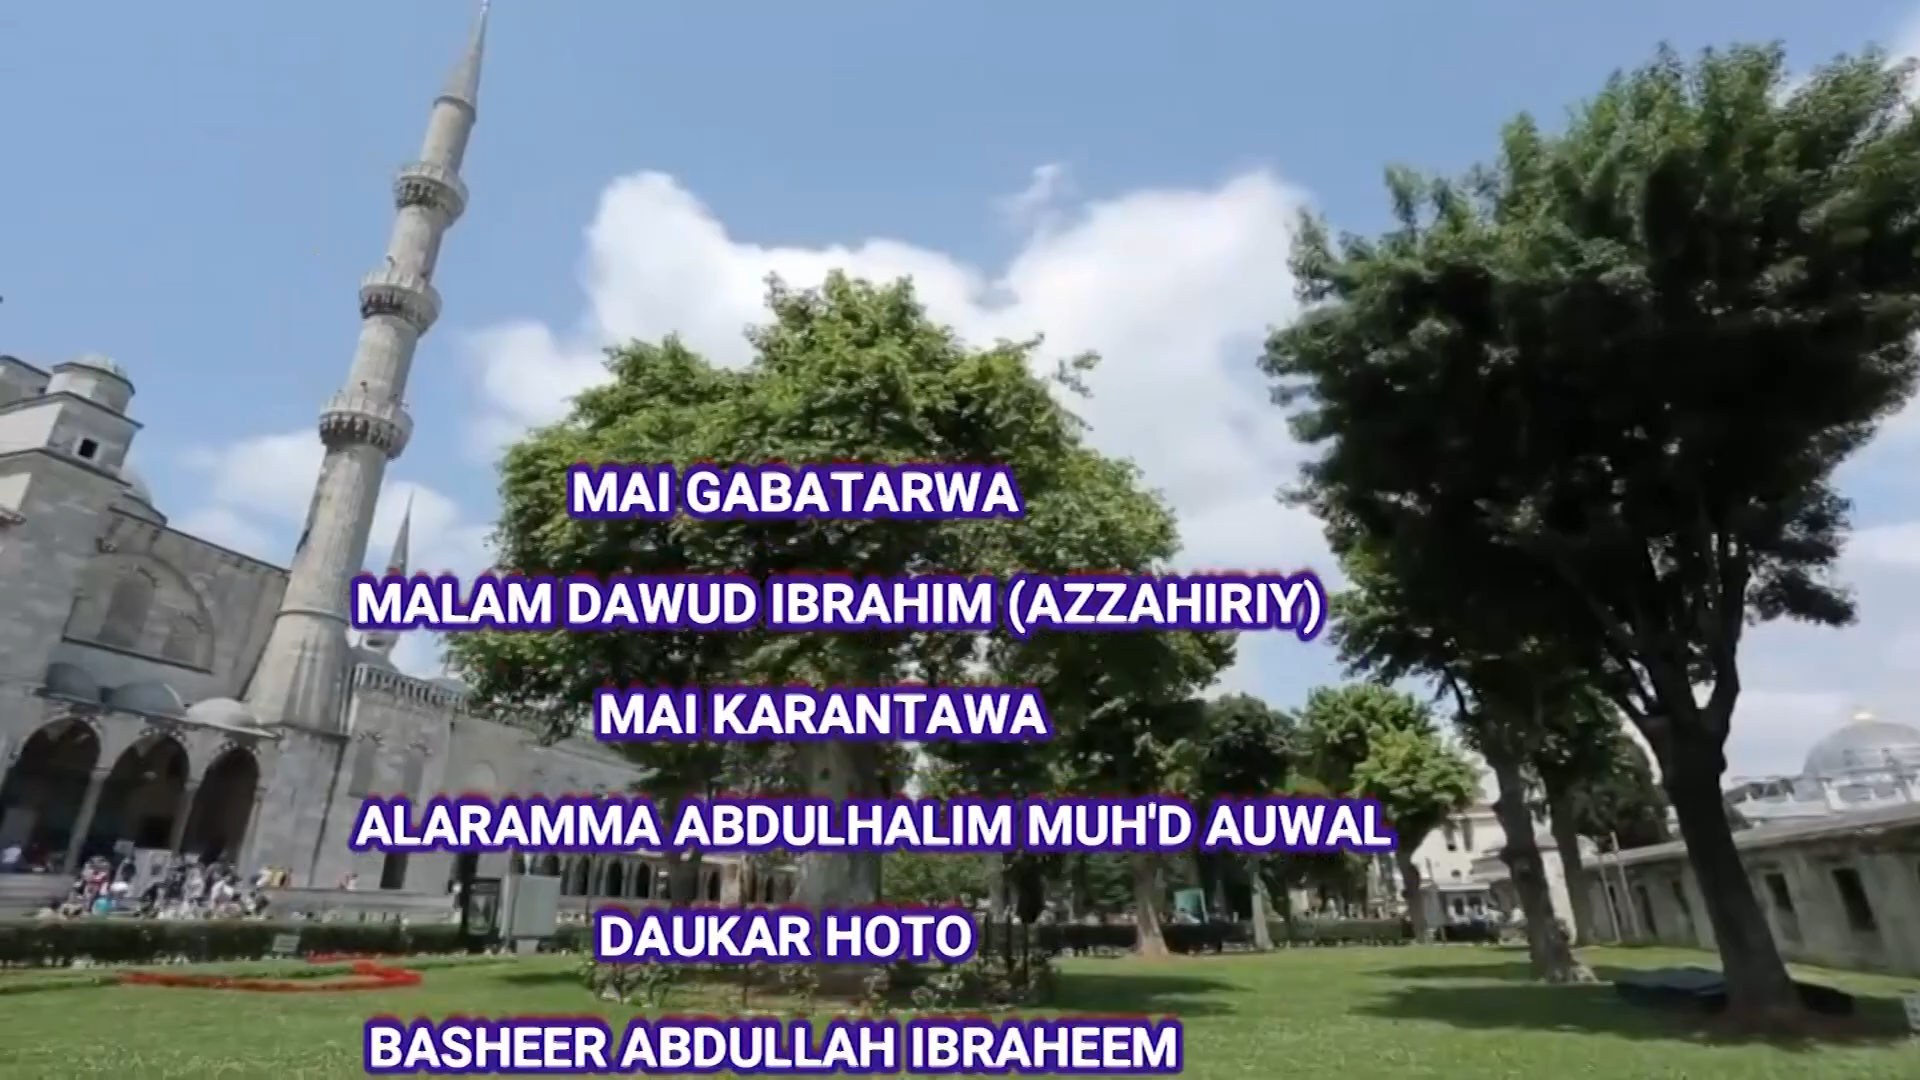 MAI GABATARWA
MALAM DAWUD IBRAHIM (AZZAHIRIY)
MAI KARANTAWA
ALARAMMA ABDULHALIM MUH'D AUWAL
DAUKAR HOTO
BASHEER ABDULLAH IBRAHEEM